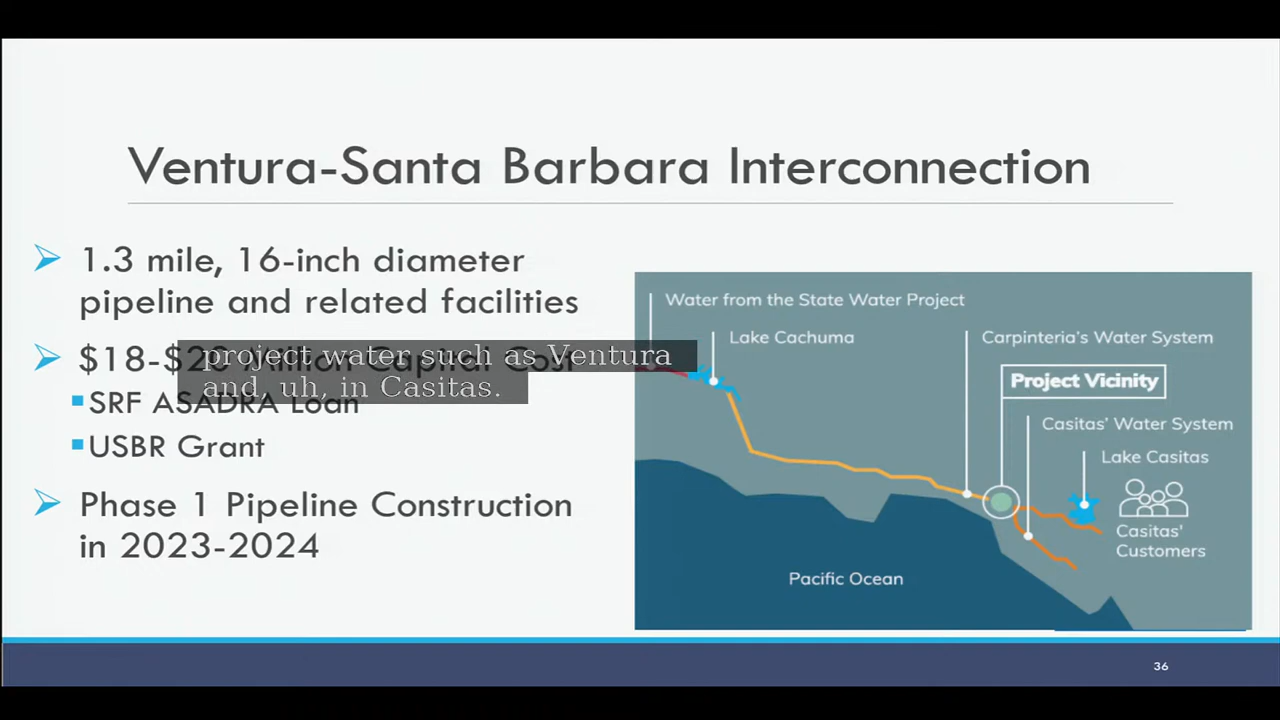 Ventura-Santa Barbara Interconnection
1.3 mile, 16-inch diameter
pipeline and related facilities
$18-$20 Million Capital Cost
SRF ASADRA Loan
USBR Grant
Phase 1 Pipeline Construction
in 2023-2024
project water such as Ventura
and, uh, in Casitas.
Water from the State Water Project
Lake Cachuma
Carpinteria's Water System
Project Vicinity
Casitas' Water System
Lake Casitas
Casitas'
Customers
Pacific Ocean
36